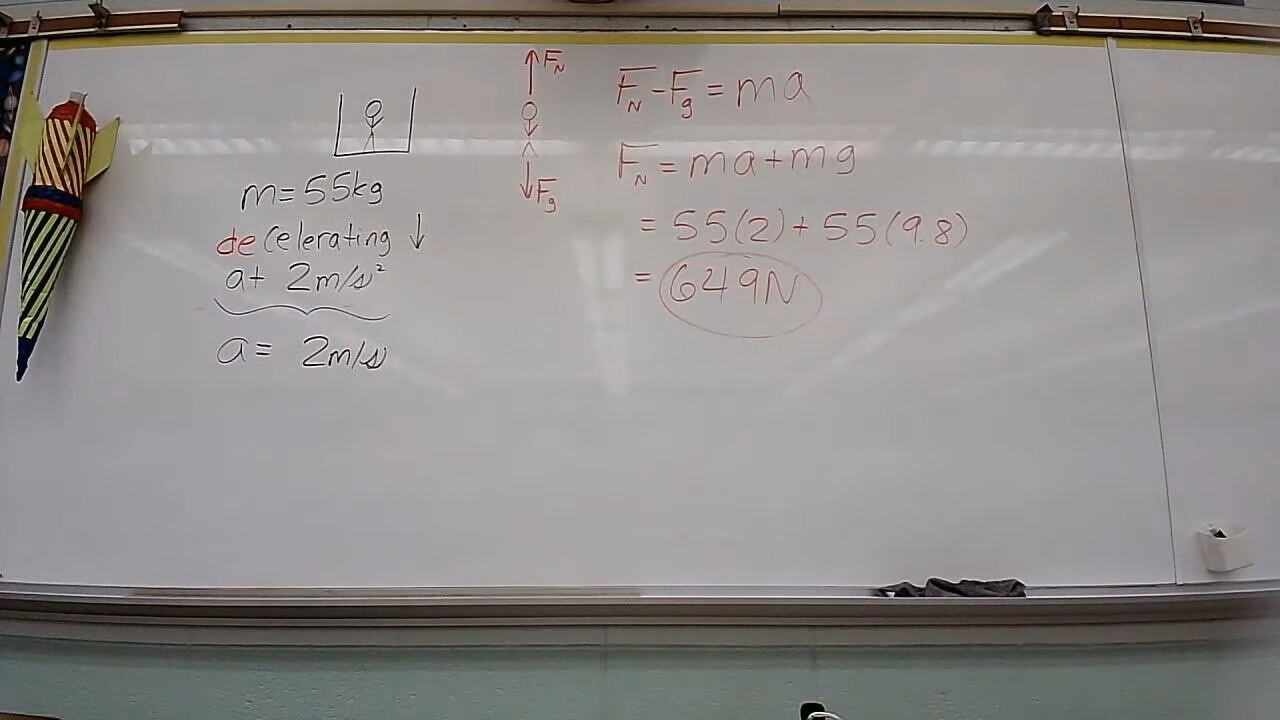 m=55kg
decelerating ↓
at 2m/s²
a= 2m/s
↑F_N
↓F_g
F_N-F_g=ma
F_N=ma+mg
=55(2)+55(9.8)
=649N